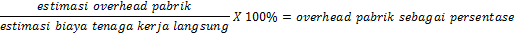 estimasi overhead pabrik
estimasi biaya tenaga kerja langsung X 100% = overhead pabrik sebagai persentase